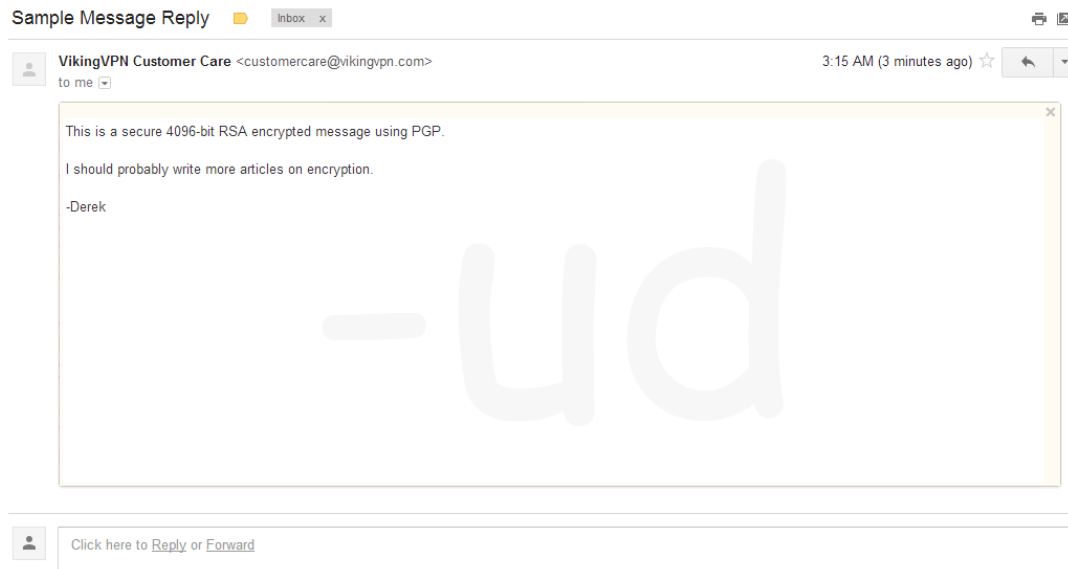 Sample Message Reply
Inbox x
VikingVPN Customer Care <customercare@vikingvpn.com>
3:15 AM (3 minutes ago)
to me
This is a secure 4096-bit RSA encrypted message using PGP.
I should probably write more articles on encryption.
-Derek
-ud
Click here to Reply or Forward